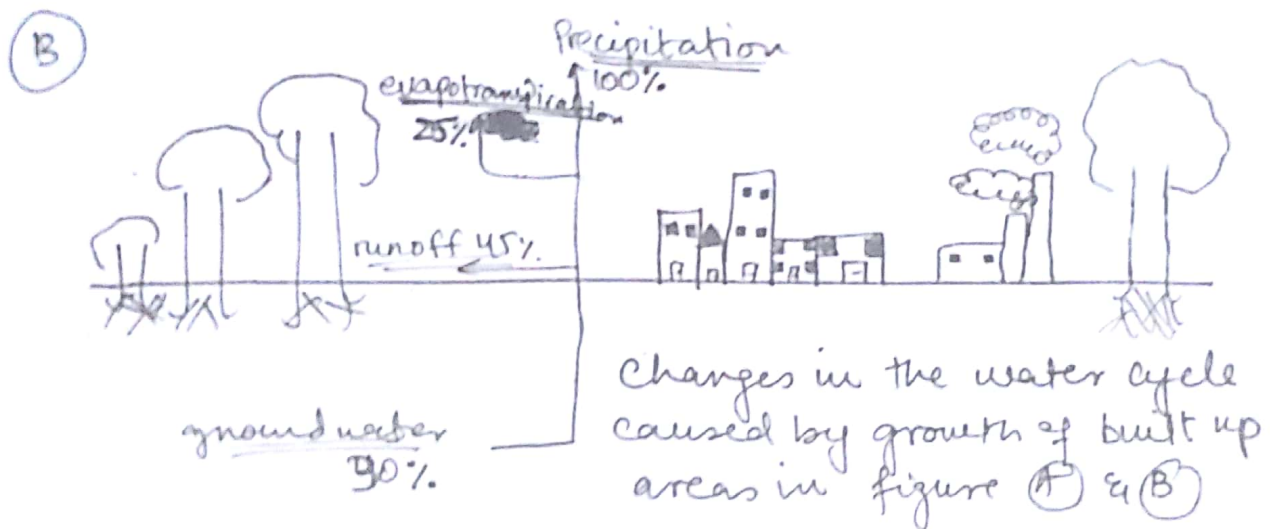 B
Precipitation
100%
evapotranspiration
25%
runoff 45%
groundwater
30%
Changes in the water cycle
caused by growth of built up
areas in figure A & B